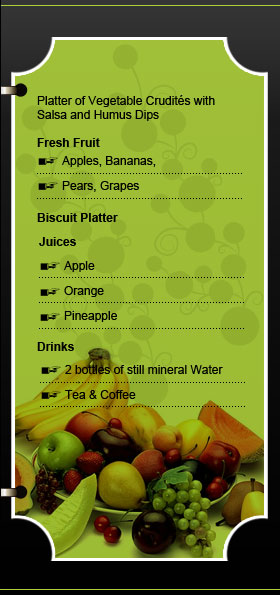 Platter of Vegetable Crudités with
Salsa and Humus Dips
Fresh Fruit
Apples, Bananas,
Pears, Grapes
Biscuit Platter
Juices
Apple
Orange
Pineapple
Drinks
2 bottles of still mineral Water
Tea & Coffee